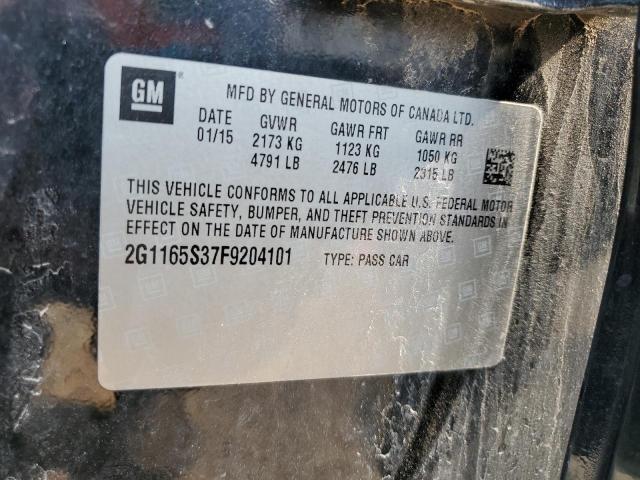 GM
MFD BY GENERAL MOTORS OF CANADA LTD.
DATE GVWR GAWR FRT GAWR RR
01/15 2173 KG 1123 KG 1050 KG
4791 LB 2476 LB 2315 LB
THIS VEHICLE CONFORMS TO ALL APPLICABLE U.S. FEDERAL MOTOR
VEHICLE SAFETY, BUMPER, AND THEFT PREVENTION STANDARDS IN
EFFECT ON THE DATE OF MANUFACTURE SHOWN ABOVE.
2G1165S37F9204101 TYPE: PASS CAR